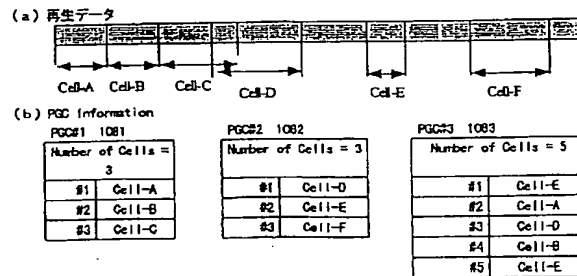 (a) 再生データ
Cell-A Cell-B Cell-C Cell-D Cell-E Cell-F
(b) PGC information
PGC#1 1081
Number of Cells = 3
#1 Cell-A
#2 Cell-B
#3 Cell-C
PGC#2 1082
Number of Cells = 3
#1 Cell-D
#2 Cell-E
#3 Cell-F
PGC#3 1083
Number of Cells = 5
#1 Cell-E
#2 Cell-A
#3 Cell-D
#4 Cell-B
#5 Cell-E